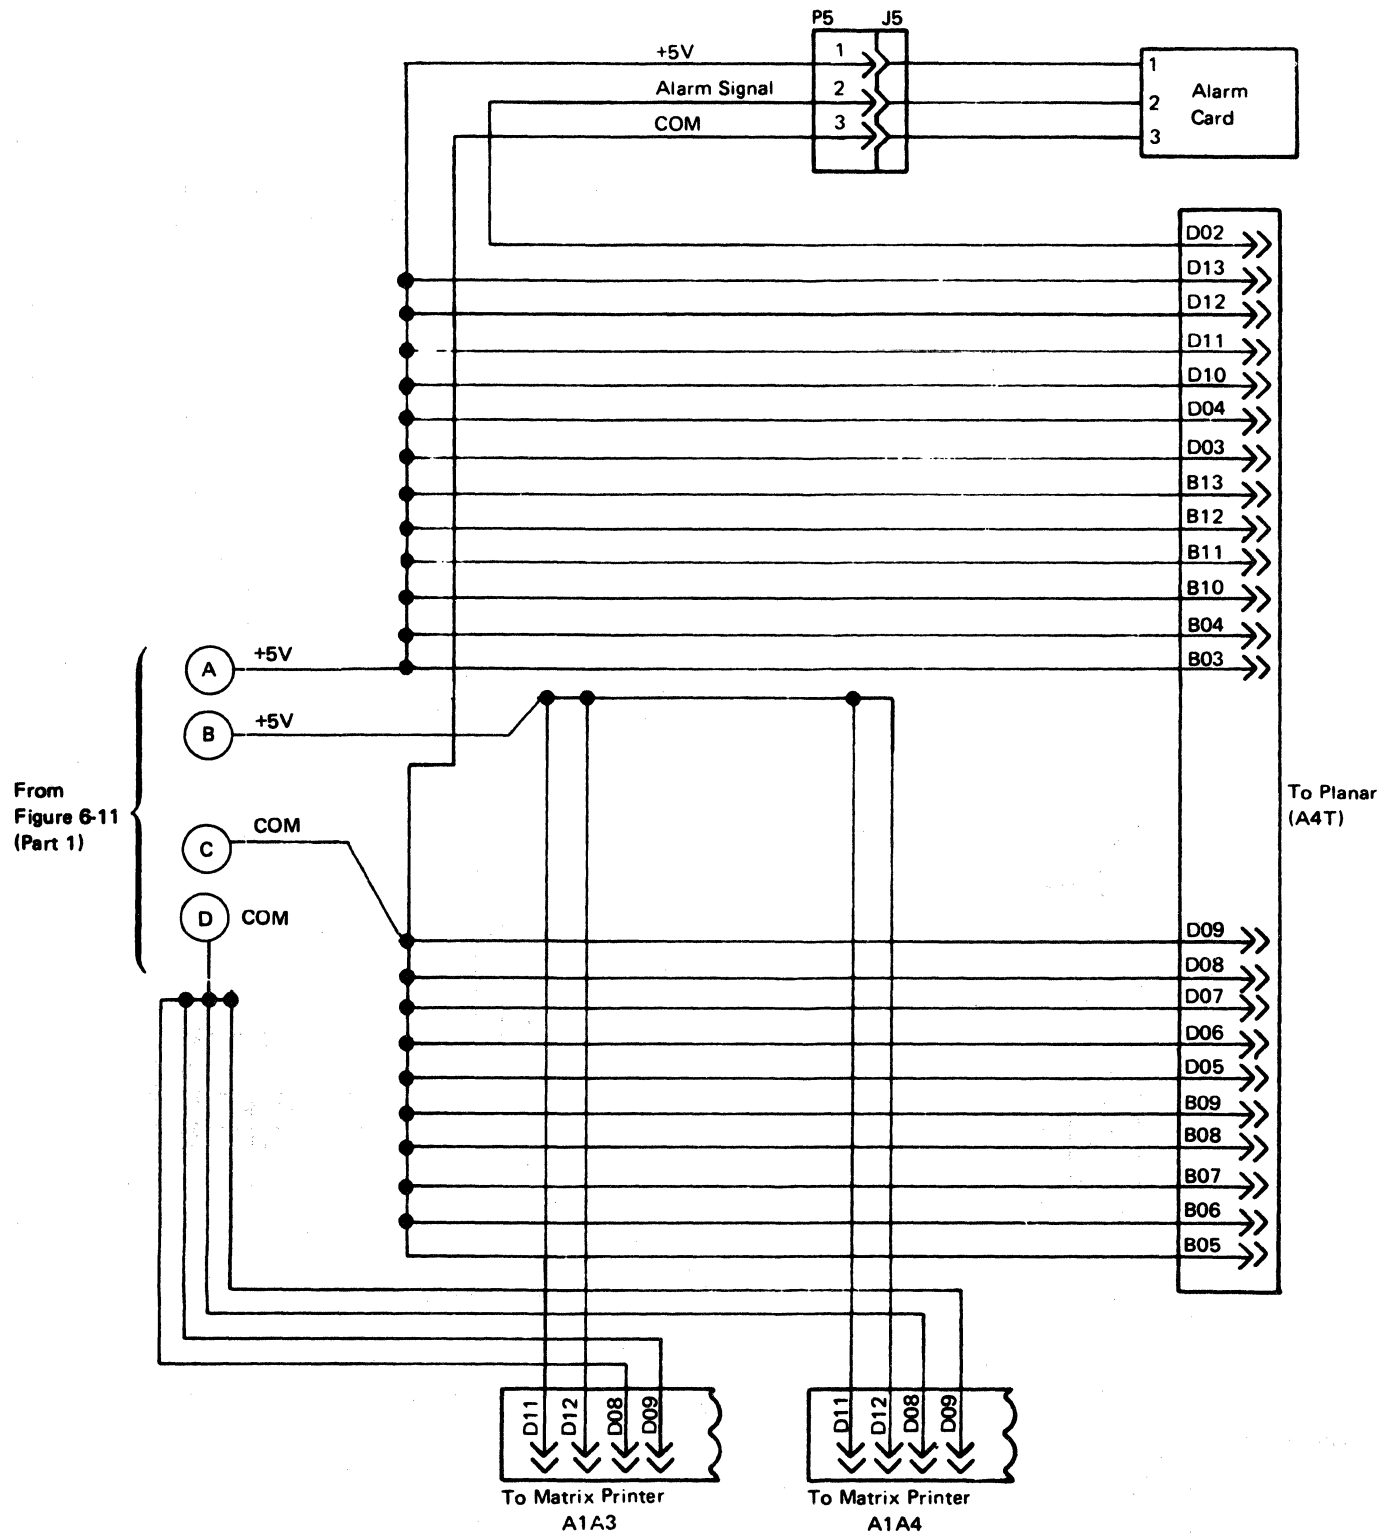 P5 J5
+5V 1 1
Alarm Signal 2 2
COM 3 3
Alarm
Card
D02
D13
D12
D11
D10
D04
D03
B13
B12
B11
B10
B04
B03
A +5V
B +5V
From
Figure 6-11
(Part 1)
C COM
D COM
To Planar
(A4T)
D09
D08
D07
D06
D05
B09
B08
B07
B06
B05
D11 D12 D08 D09
To Matrix Printer
A1A3
D11 D12 D08 D09
To Matrix Printer
A1A4